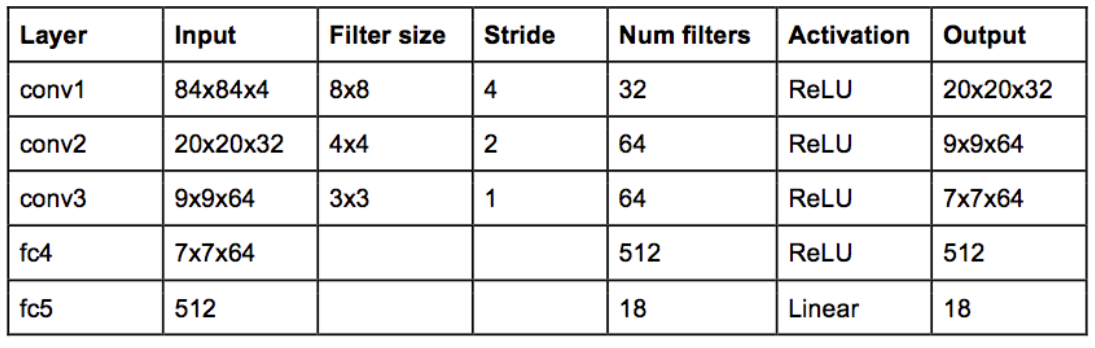 Layer Input Filter size Stride Num filters Activation Output
conv1 84x84x4 8x8 4 32 ReLU 20x20x32
conv2 20x20x32 4x4 2 64 ReLU 9x9x64
conv3 9x9x64 3x3 1 64 ReLU 7x7x64
fc4 7x7x64 512 ReLU 512
fc5 512 18 Linear 18